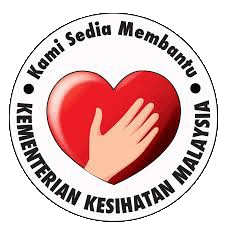 Kami Sedia Membantu
KEMENTERIAN KESIHATAN MALAYSIA